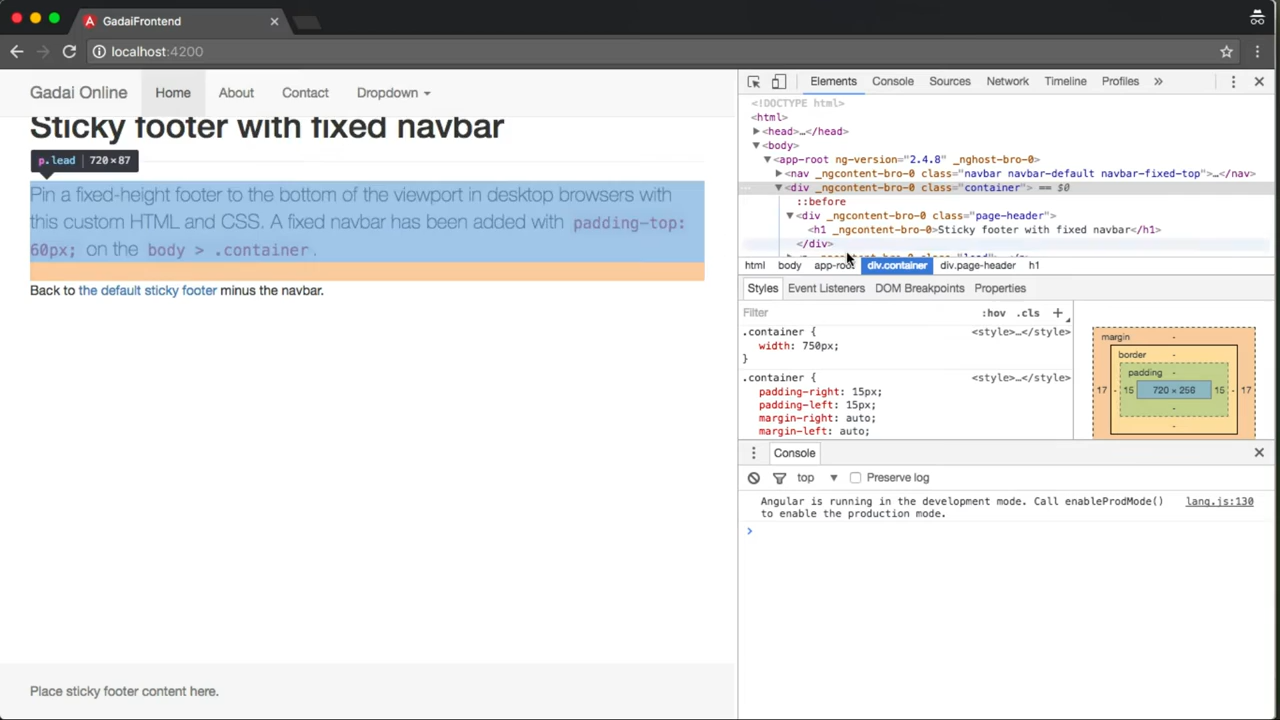 GadaiFrontend
localhost:4200
Gadai Online Home About Contact Dropdown
Sticky footer with fixed navbar
p.lead 720 × 87
Pin a fixed-height footer to the bottom of the viewport in desktop browsers with
this custom HTML and CSS. A fixed navbar has been added with padding-top:
60px; on the body > .container.
Back to the default sticky footer minus the navbar.
Place sticky footer content here.
Elements Console Sources Network Timeline Profiles »
<!DOCTYPE html>
<html>
<head>…</head>
<body>
<app-root ng-version="2.4.8" _nghost-bro-0>
<nav _ngcontent-bro-0 class="navbar navbar-default navbar-fixed-top">…</nav>
<div _ngcontent-bro-0 class="container"> == $0
::before
<div _ngcontent-bro-0 class="page-header">
<h1 _ngcontent-bro-0>Sticky footer with fixed navbar</h1>
</div>
html body app-root div.container div.page-header h1
Styles Event Listeners DOM Breakpoints Properties
Filter :hov .cls +
.container { <style>…</style>
width: 750px;
}
.container { <style>…</style>
padding-right: 15px;
padding-left: 15px;
margin-right: auto;
margin-left: auto;
margin -
border -
padding -
17 - 15 720 × 256 15 - 17
-
-
Console
top Preserve log
Angular is running in the development mode. Call enableProdMode() lang.js:130
to enable the production mode.
>